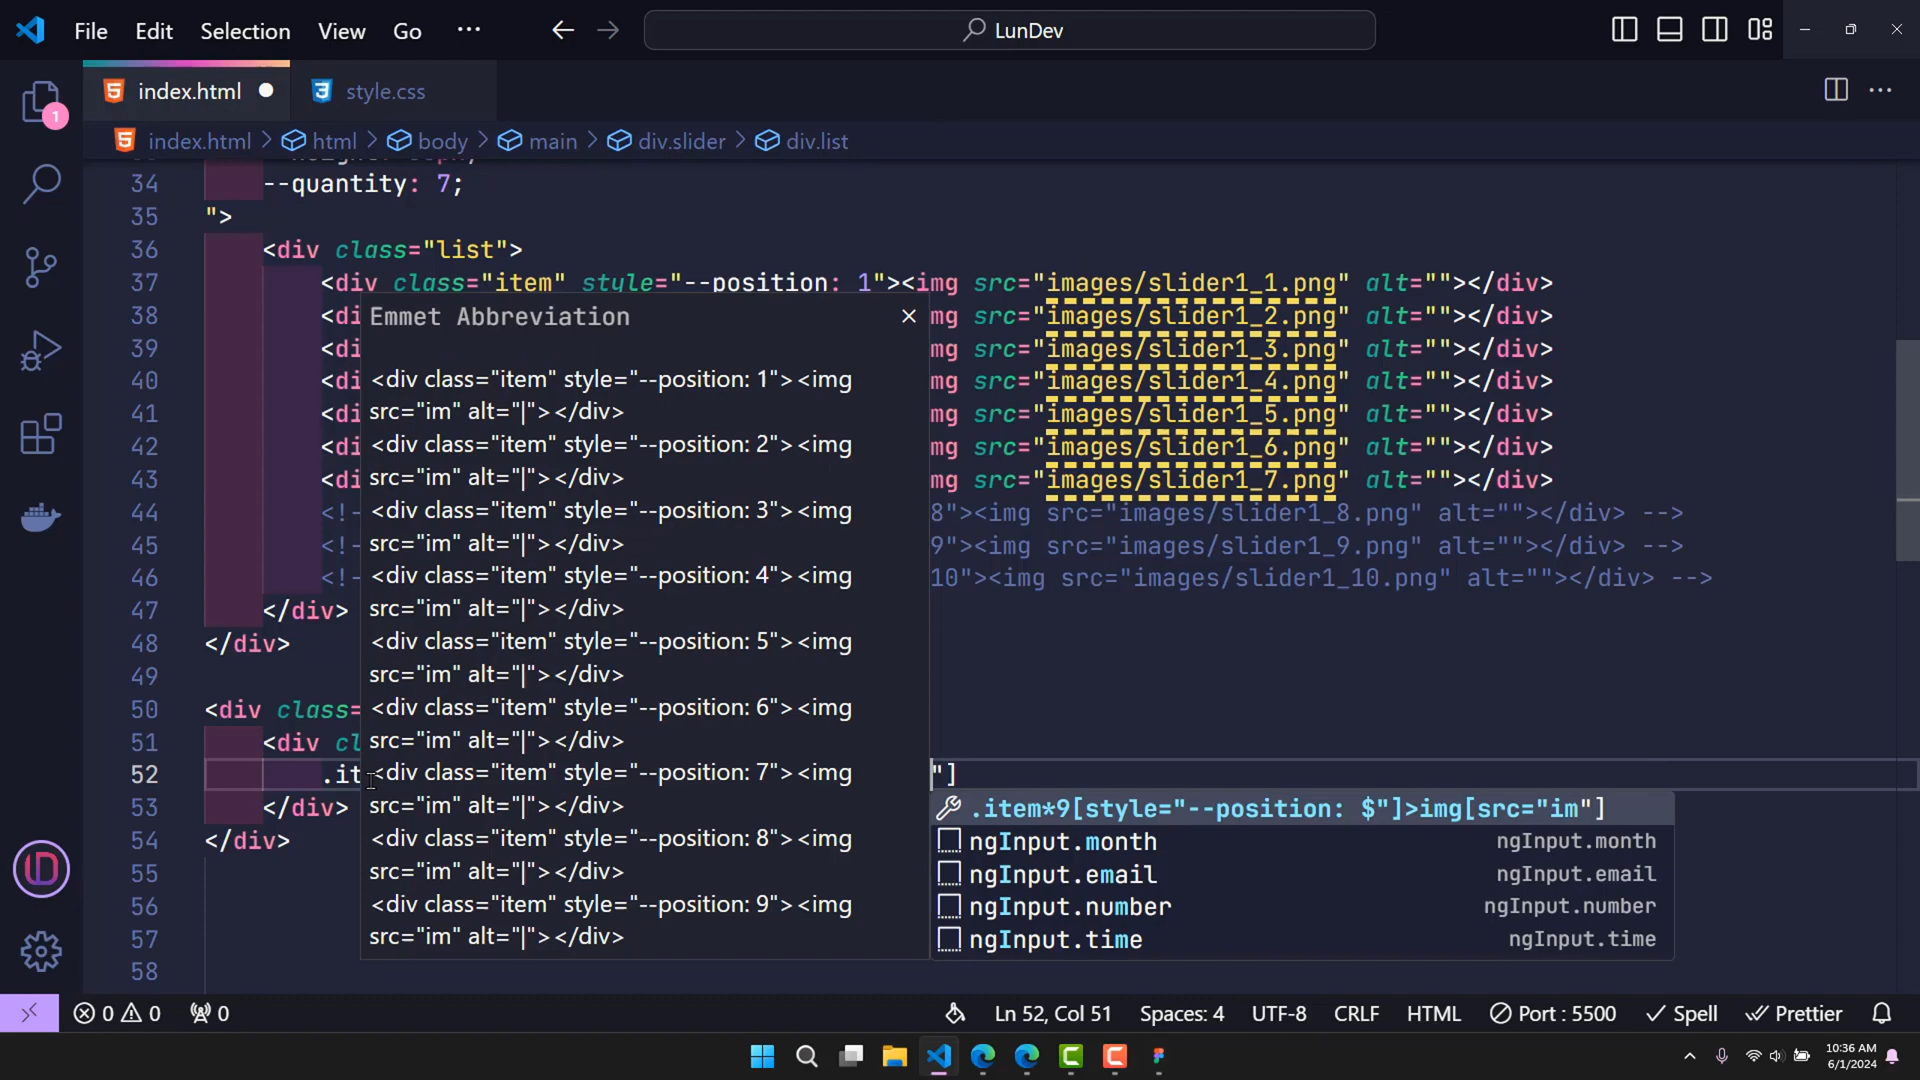 File Edit Selection View Go ··· LunDev
index.html style.css
index.html > html > body > main > div.slider > div.list
34 --quantity: 7;
35 ">
36 <div class="list">
37 <div class="item" style="--position: 1"><img src="images/slider1_1.png" alt=""></div>
38 <di mg src="images/slider1_2.png" alt=""></div>
39 <di mg src="images/slider1_3.png" alt=""></div>
40 <di mg src="images/slider1_4.png" alt=""></div>
41 <di mg src="images/slider1_5.png" alt=""></div>
42 <di mg src="images/slider1_6.png" alt=""></div>
43 <di mg src="images/slider1_7.png" alt=""></div>
44 <!- 8"><img src="images/slider1_8.png" alt=""></div> -->
45 <!- 9"><img src="images/slider1_9.png" alt=""></div> -->
46 <!- 10"><img src="images/slider1_10.png" alt=""></div> -->
47 </div>
48 </div>
49
50 <div class=
51 <div cl
52 .it "]
53 </div>
54 </div>
55
56
57
58
Emmet Abbreviation
<div class="item" style="--position: 1"><img
src="im" alt="|"></div>
<div class="item" style="--position: 2"><img
src="im" alt="|"></div>
<div class="item" style="--position: 3"><img
src="im" alt="|"></div>
<div class="item" style="--position: 4"><img
src="im" alt="|"></div>
<div class="item" style="--position: 5"><img
src="im" alt="|"></div>
<div class="item" style="--position: 6"><img
src="im" alt="|"></div>
<div class="item" style="--position: 7"><img
src="im" alt="|"></div>
<div class="item" style="--position: 8"><img
src="im" alt="|"></div>
<div class="item" style="--position: 9"><img
src="im" alt="|"></div>
.item*9[style="--position: $"]>img[src="im"]
ngInput.month ngInput.month
ngInput.email ngInput.email
ngInput.number ngInput.number
ngInput.time ngInput.time
1
0 0 0 Ln 52, Col 51 Spaces: 4 UTF-8 CRLF HTML Port : 5500 Spell Prettier
10:36 AM
6/1/2024